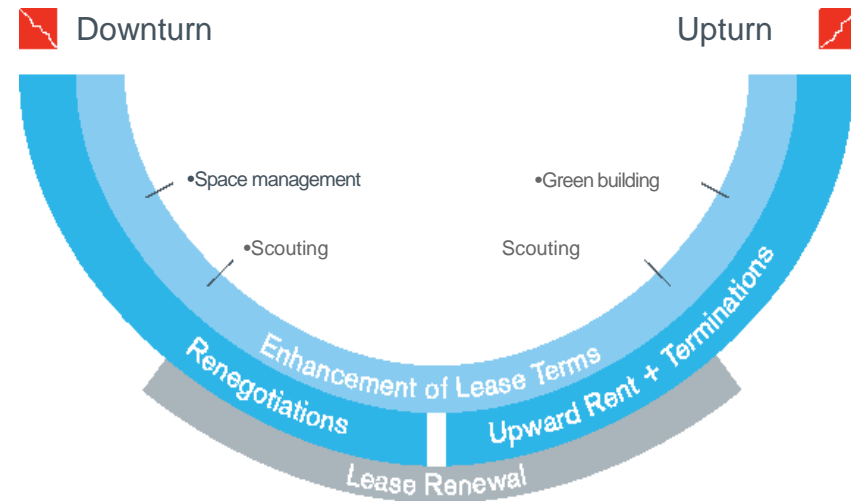 Downturn
Upturn
•Space management
•Green building
•Scouting
Scouting
Enhancement of Lease Terms
Renegotiations
Upward Rent + Terminations
Lease Renewal